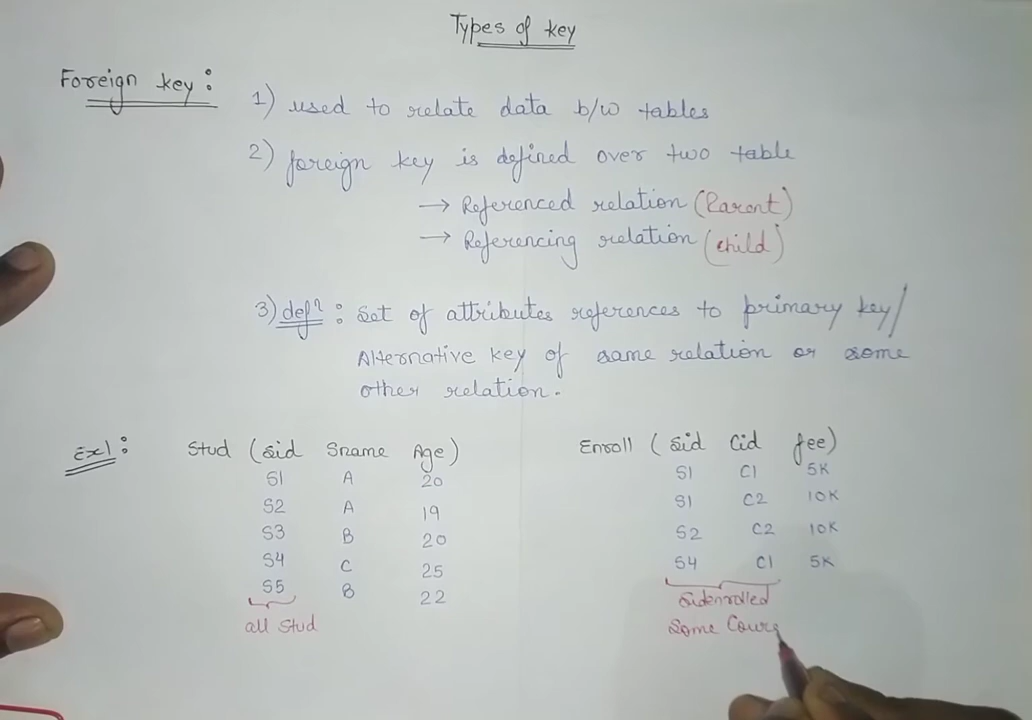 Types of key
Foreign key:
1) used to relate data b/w tables
2) foreign key is defined over two table
→ Referenced relation (Parent)
→ Referencing relation (child)
3) defn : Set of attributes references to primary key/
Alternative key of same relation or some
other relation.
Ex1: Stud (Sid Sname Age) Enroll (Sid Cid fee)
S1 A 20 S1 C1 5K
S2 A 19 S1 C2 10K
S3 B 20 S2 C2 10K
S4 C 25 S4 C1 5K
S5 B 22
all Stud
Sid enrolled
Some Cours